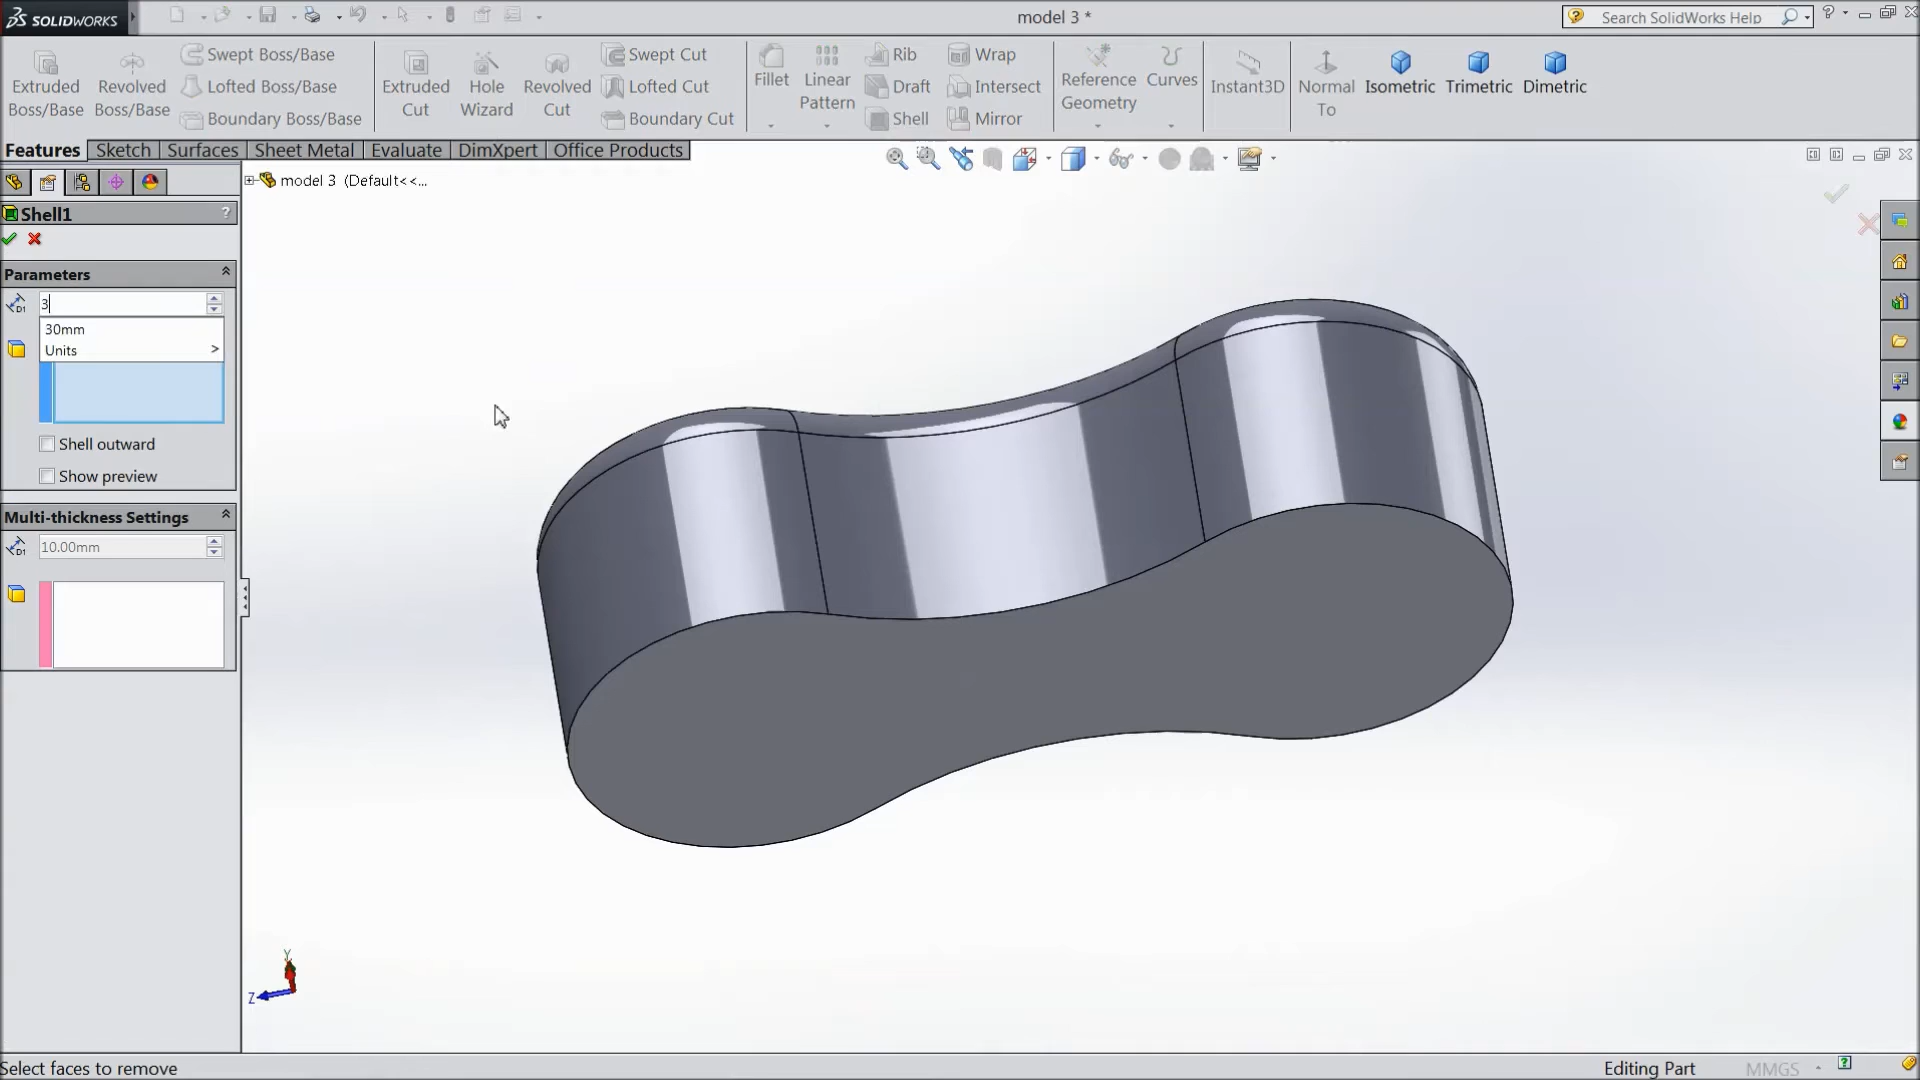 SOLIDWORKS
model 3 *
Search SolidWorks Help
Extruded Boss/Base
Revolved Boss/Base
Swept Boss/Base
Lofted Boss/Base
Boundary Boss/Base
Extruded Cut
Hole Wizard
Revolved Cut
Swept Cut
Lofted Cut
Boundary Cut
Fillet
Linear Pattern
Rib
Draft
Shell
Wrap
Intersect
Mirror
Reference Geometry
Curves
Instant3D
Normal To
Isometric
Trimetric
Dimetric
Features
Sketch
Surfaces
Sheet Metal
Evaluate
DimXpert
Office Products
model 3 (Default<<...
Shell1
?
Parameters
D1
3
30mm
Units >
Shell outward
Show preview
Multi-thickness Settings
D1
10.00mm
Y
Z
Select faces to remove
Editing Part
MMGS